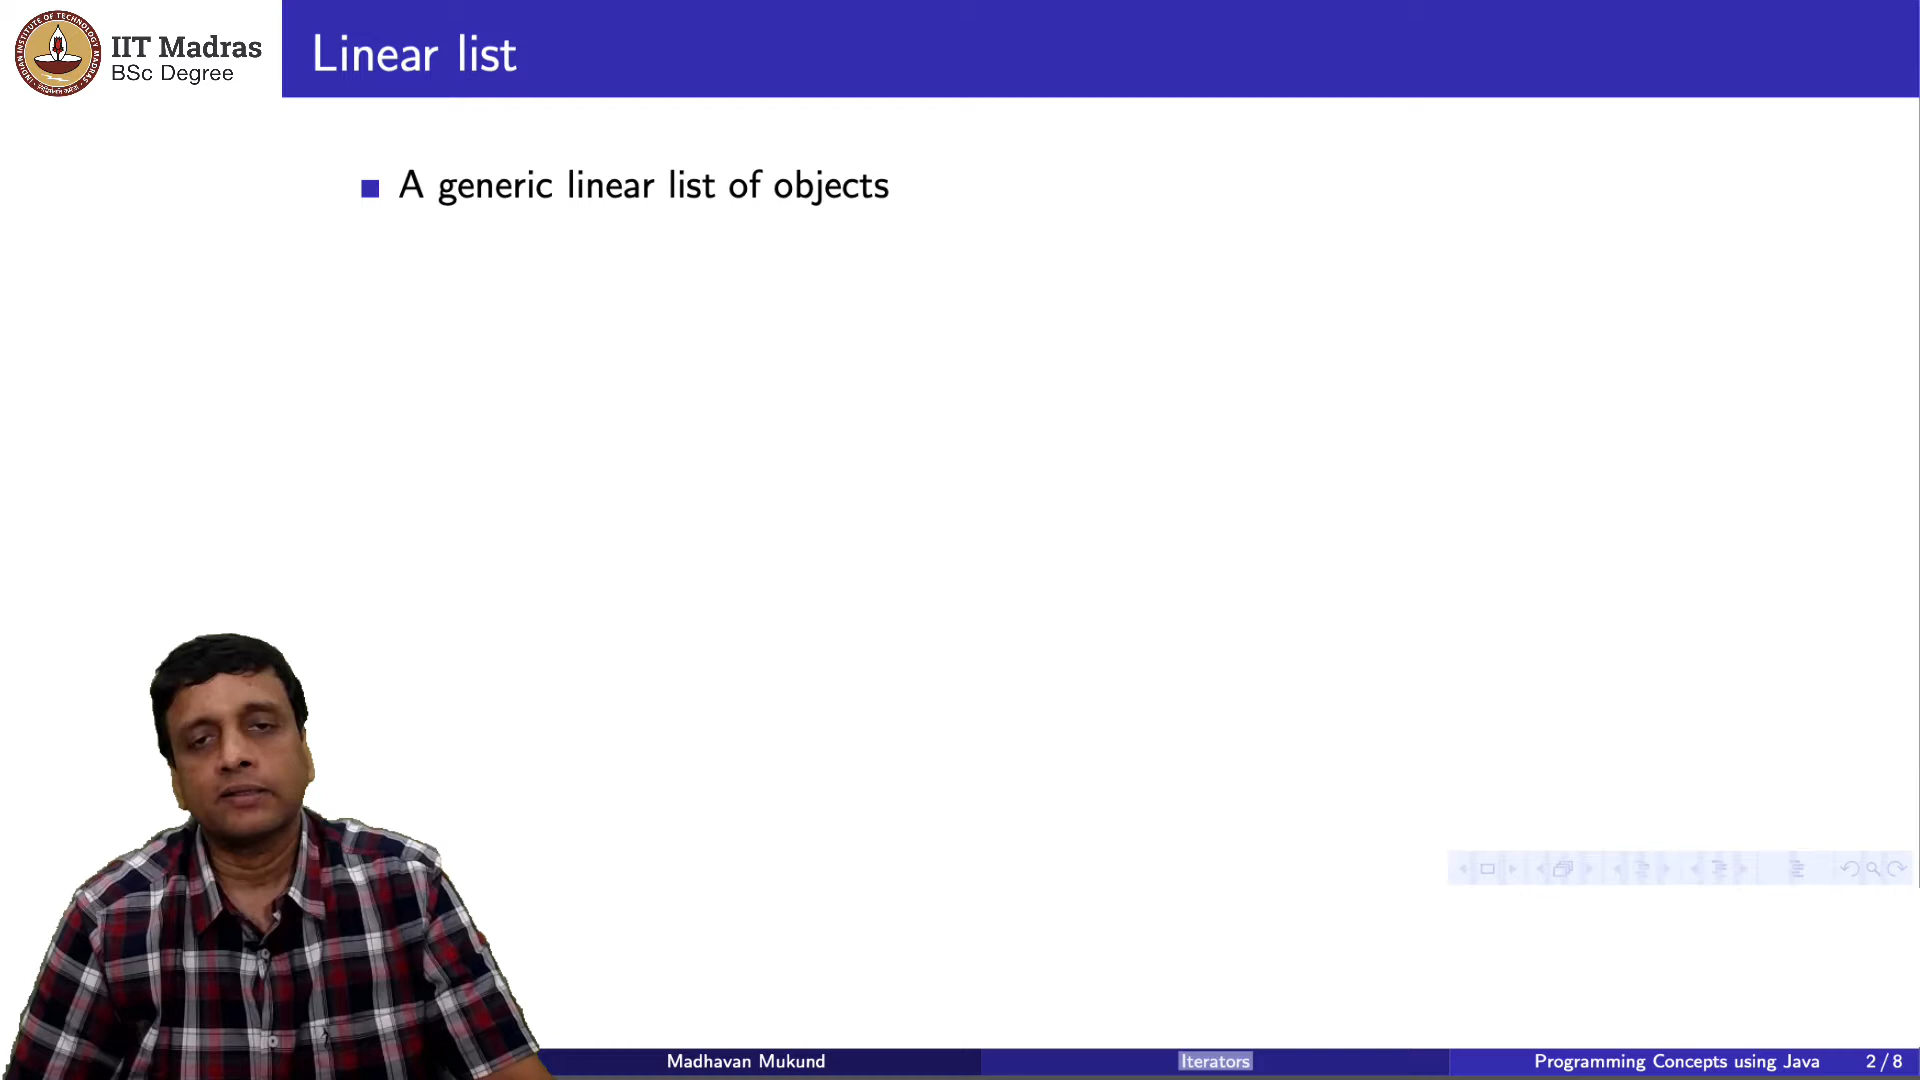 IIT Madras
BSc Degree
Linear list
A generic linear list of objects
Madhavan Mukund
Iterators
Programming Concepts using Java
2 / 8